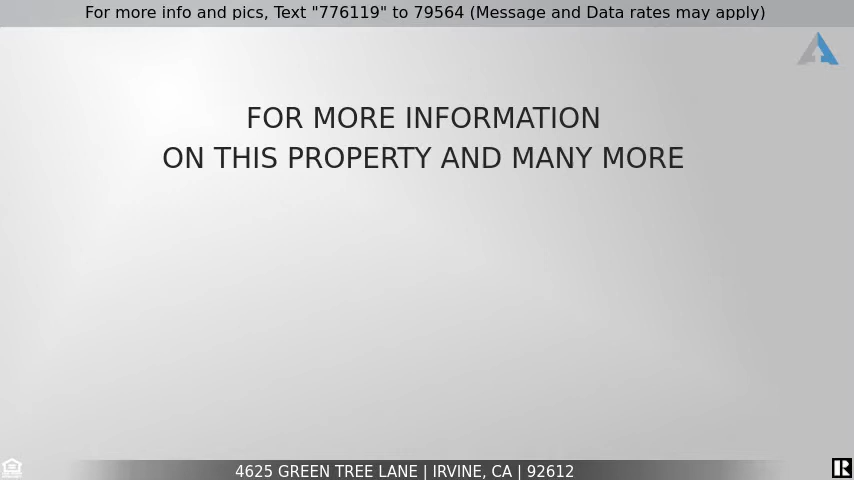 For more info and pics, Text "776119" to 79564 (Message and Data rates may apply)
FOR MORE INFORMATION
ON THIS PROPERTY AND MANY MORE
4625 GREEN TREE LANE | IRVINE, CA | 92612